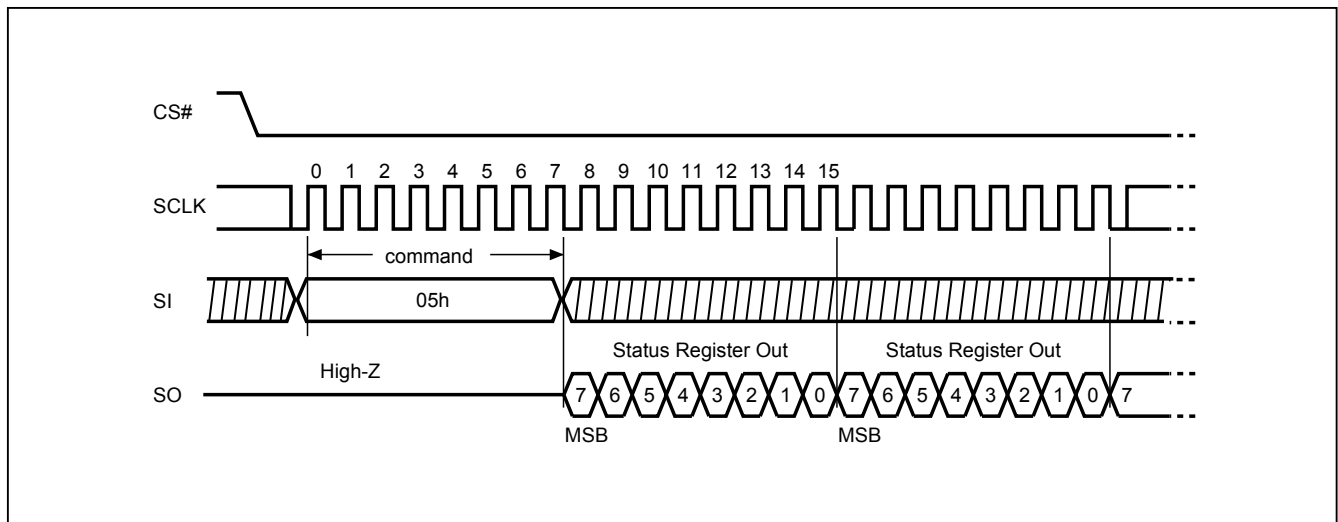 CS#
0 1 2 3 4 5 6 7 8 9 10 11 12 13 14 15
SCLK
command
SI
05h
Status Register Out Status Register Out
High-Z
SO
7 6 5 4 3 2 1 0 7 6 5 4 3 2 1 0 7
MSB MSB